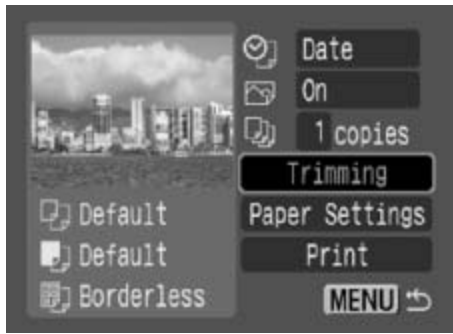 Date
On
1 copies
Trimming
Default
Paper Settings
Default
Print
Borderless
MENU